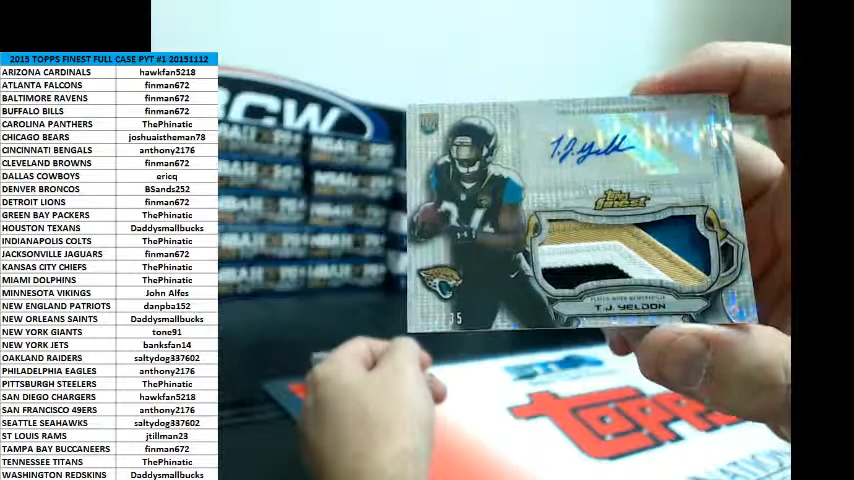 2015 TOPPS FINEST FULL CASE PYT #1 20151112
ARIZONA CARDINALS hawkfan5218
ATLANTA FALCONS finman672
BALTIMORE RAVENS finman672
BUFFALO BILLS finman672
CAROLINA PANTHERS ThePhinatic
CHICAGO BEARS joshuaistheman78
CINCINNATI BENGALS anthony2176
CLEVELAND BROWNS finman672
DALLAS COWBOYS ericq
DENVER BRONCOS BSands252
DETROIT LIONS finman672
GREEN BAY PACKERS ThePhinatic
HOUSTON TEXANS Daddysmallbucks
INDIANAPOLIS COLTS ThePhinatic
JACKSONVILLE JAGUARS finman672
KANSAS CITY CHIEFS ThePhinatic
MIAMI DOLPHINS ThePhinatic
MINNESOTA VIKINGS John Alfes
NEW ENGLAND PATRIOTS danpba152
NEW ORLEANS SAINTS Daddysmallbucks
NEW YORK GIANTS tone91
NEW YORK JETS banksfan14
OAKLAND RAIDERS saltydog337602
PHILADELPHIA EAGLES anthony2176
PITTSBURGH STEELERS ThePhinatic
SAN DIEGO CHARGERS hawkfan5218
SAN FRANCISCO 49ERS anthony2176
SEATTLE SEAHAWKS saltydog337602
ST LOUIS RAMS jtillman23
TAMPA BAY BUCCANEERS finman672
TENNESSEE TITANS ThePhinatic
WASHINGTON REDSKINS Daddysmallbucks
BCW
T.J. Yeldon
Topps
finest
PLAYER-WORN MEMORABILIA
T.J. YELDON
Topps